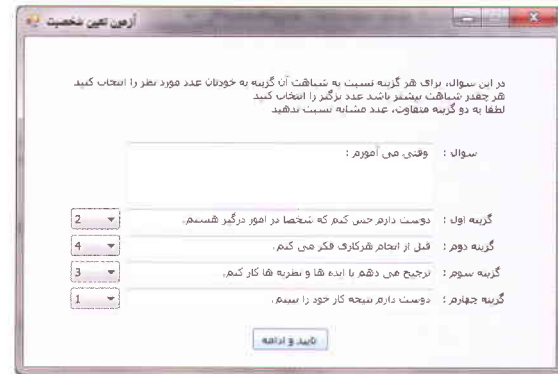 آزمون تعیین شخصیت
در این سوال، برای هر گزینه نسبت به شباهت آن گزینه به خودتان عدد مورد نظر را انتخاب کنید
هر چقدر شباهت بیشتر باشد عدد بزگتر را انتخاب کنید
لطفا به دو گزینه متفاوت، عدد مشابه نسبت ندهید
سوال : وقتی می آموزم :
گزینه اول : دوست دارم حس کنم که شخصا در امور درگیر هستم. 2
گزینه دوم : قبل از انجام هرکاری فکر می کنم. 4
گزینه سوم : ترجیح می دهم با ایده ها و نظریه ها کار کنم. 3
گزینه چهارم : دوست دارم نتیجه کار خود را ببینم. 1
تایید و ادامه